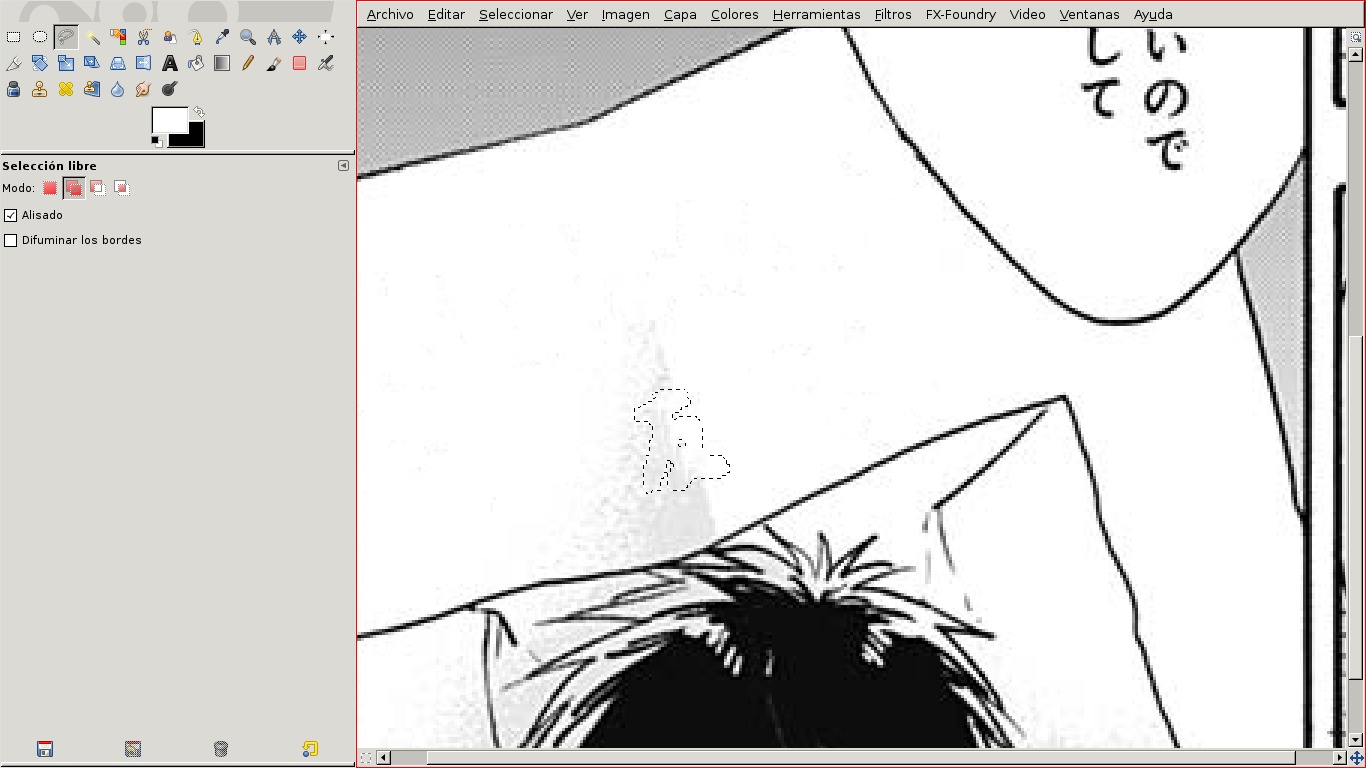 Archivo Editar Seleccionar Ver Imagen Capa Colores Herramientas Filtros FX-Foundry Video Ventanas Ayuda
Selección libre
Modo:
Alisado
Difuminar los bordes
いので
して